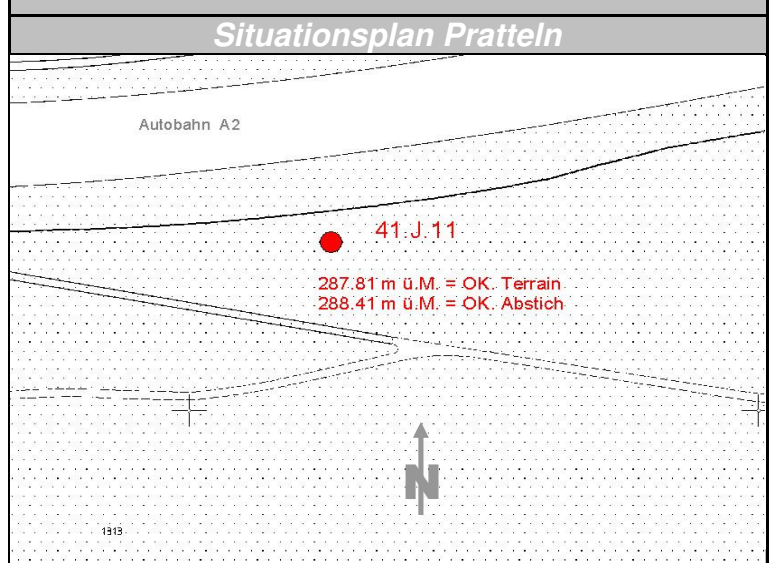 Situationsplan Pratteln
Autobahn A2
41.J.11
287.81 m ü.M. = OK. Terrain
288.41 m ü.M. = OK. Abstich
N
1313